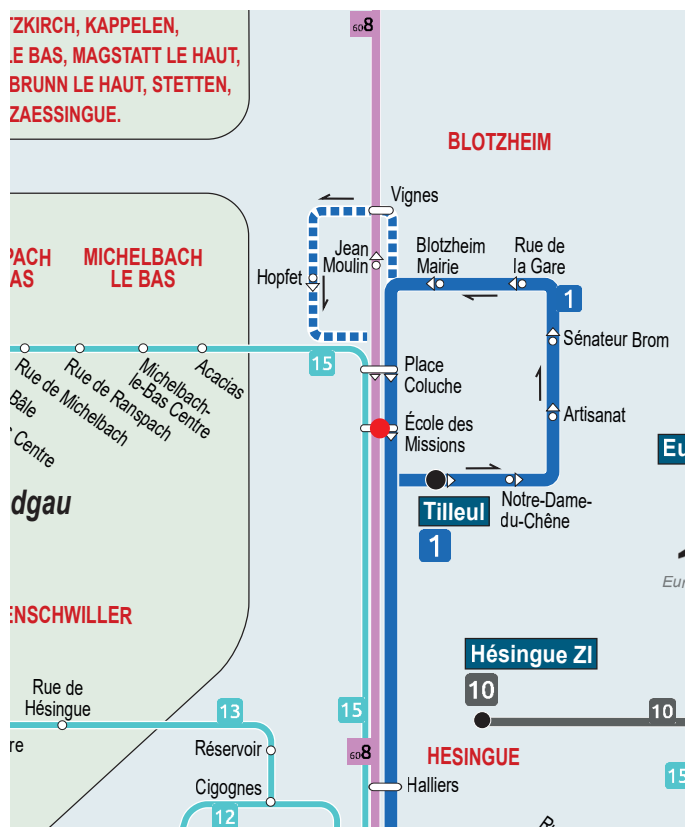 TZKIRCH, KAPPELEN,
LE BAS, MAGSTATT LE HAUT,
BRUNN LE HAUT, STETTEN,
ZAESSINGUE.
608
BLOTZHEIM
Vignes
Jean
Moulin
Blotzheim
Mairie
Rue de
la Gare
PACH
AS
MICHELBACH
LE BAS
Hopfet
1
Sénateur Brom
15
Place
Coluche
Rue de Michelbach
Rue de Ranspach
Michelbach-
le-Bas Centre
Acacias
Bâle
Centre
École des
Missions
Artisanat
Eu
dgau
Tilleul
1
Notre-Dame-
du-Chêne
Eur
ENSCHWILLER
Hésingue ZI
10
10
Rue de
Hésingue
13
15
re
Réservoir
608
HESINGUE
15
Cigognes
Halliers
12